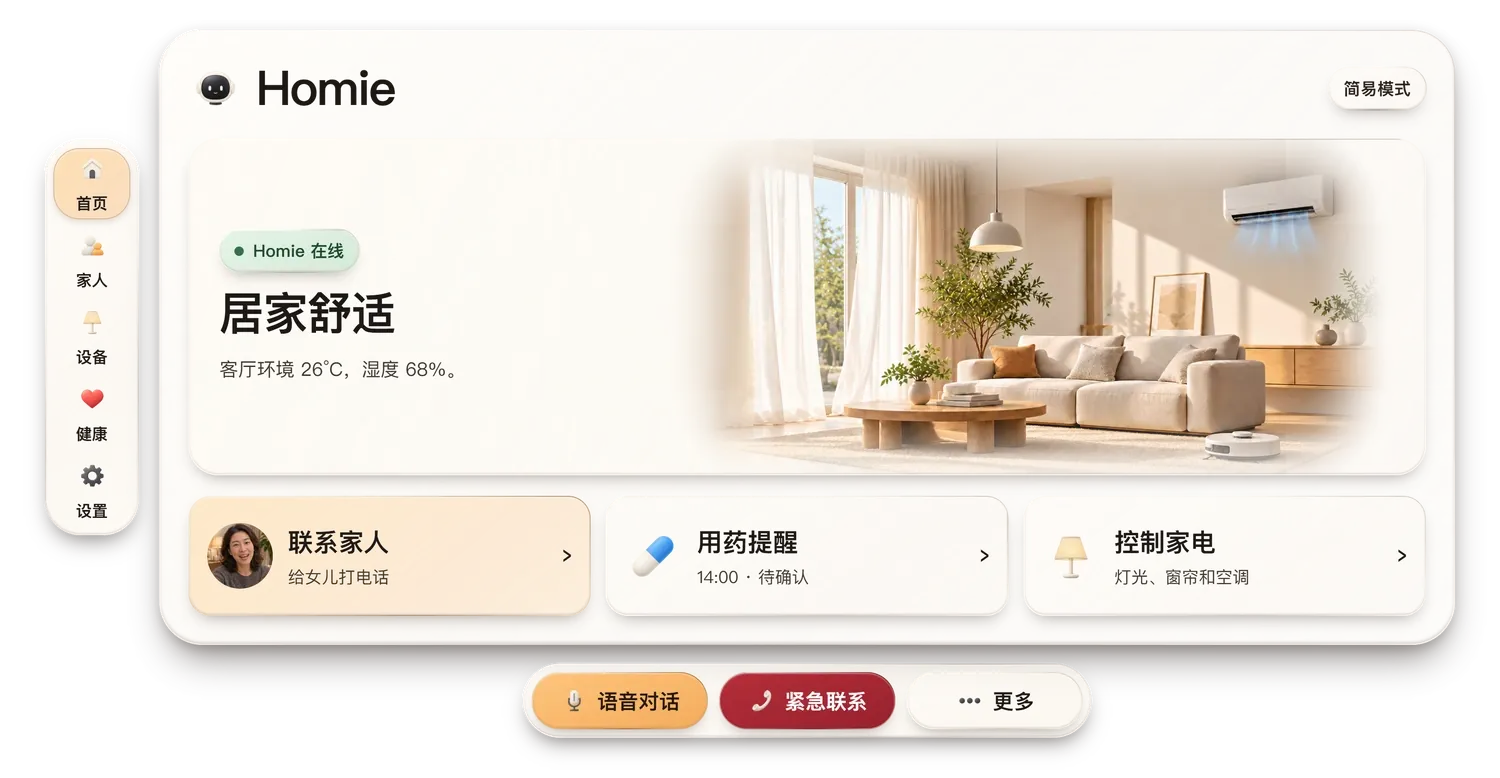 Homie
简易模式
首页
家人
设备
健康
设置
Homie 在线
居家舒适
客厅环境 26°C，湿度 68%。
联系家人
给女儿打电话
用药提醒
14:00 · 待确认
控制家电
灯光、窗帘和空调
语音对话
紧急联系
更多